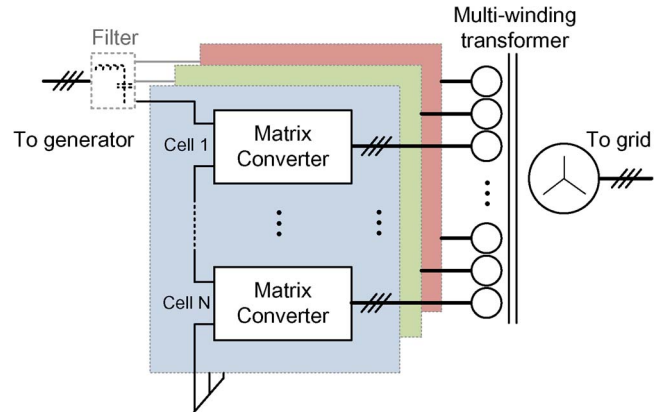 Multi-winding
transformer
Filter
To generator
Cell 1
Matrix
Converter
To grid
Cell N
Matrix
Converter